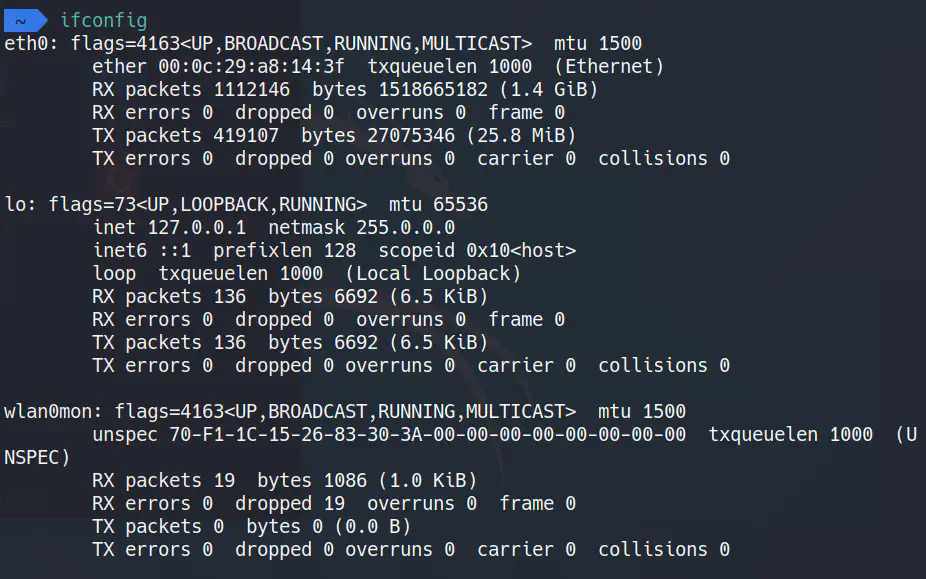 ~ ifconfig
eth0: flags=4163<UP,BROADCAST,RUNNING,MULTICAST>  mtu 1500
        ether 00:0c:29:a8:14:3f  txqueuelen 1000  (Ethernet)
        RX packets 1112146  bytes 1518665182 (1.4 GiB)
        RX errors 0  dropped 0  overruns 0  frame 0
        TX packets 419107  bytes 27075346 (25.8 MiB)
        TX errors 0  dropped 0 overruns 0  carrier 0  collisions 0

lo: flags=73<UP,LOOPBACK,RUNNING>  mtu 65536
        inet 127.0.0.1  netmask 255.0.0.0
        inet6 ::1  prefixlen 128  scopeid 0x10<host>
        loop  txqueuelen 1000  (Local Loopback)
        RX packets 136  bytes 6692 (6.5 KiB)
        RX errors 0  dropped 0  overruns 0  frame 0
        TX packets 136  bytes 6692 (6.5 KiB)
        TX errors 0  dropped 0 overruns 0  carrier 0  collisions 0

wlan0mon: flags=4163<UP,BROADCAST,RUNNING,MULTICAST>  mtu 1500
        unspec 70-F1-1C-15-26-83-30-3A-00-00-00-00-00-00-00-00  txqueuelen 1000  (U
NSPEC)
        RX packets 19  bytes 1086 (1.0 KiB)
        RX errors 0  dropped 19  overruns 0  frame 0
        TX packets 0  bytes 0 (0.0 B)
        TX errors 0  dropped 0 overruns 0  carrier 0  collisions 0